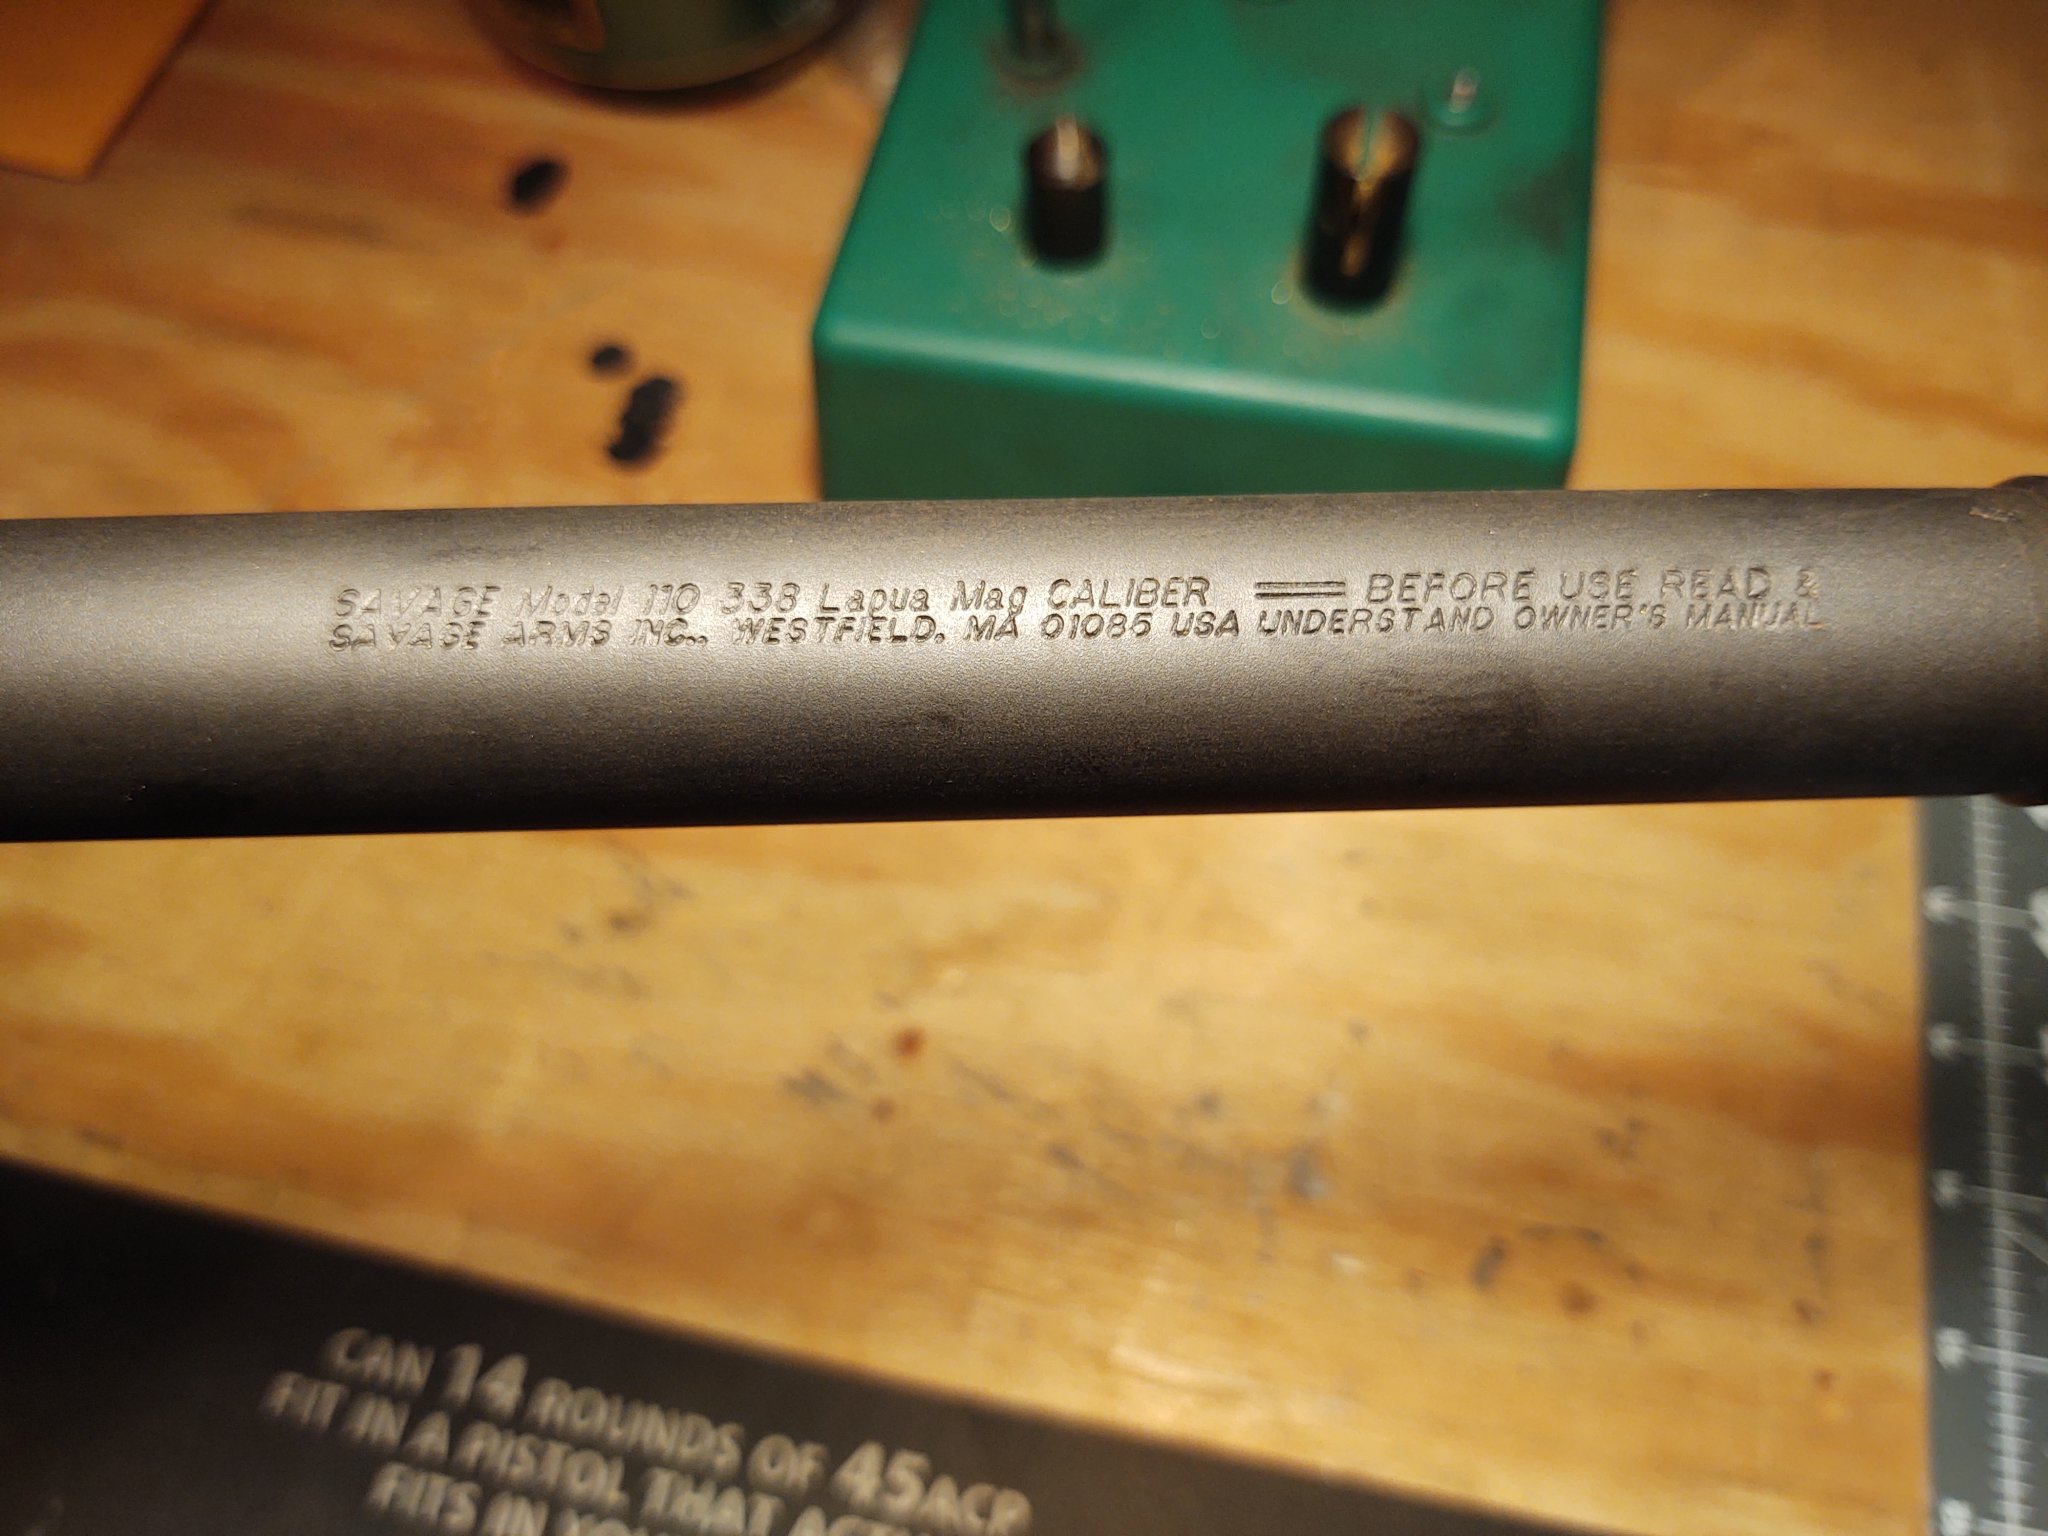 SAVAGE Model 110 338 Lapua Mag CALIBER ══ BEFORE USE READ &
SAVAGE ARMS INC., WESTFIELD, MA 01085 USA UNDERSTAND OWNER'S MANUAL
CAN 14 ROUNDS OF 45ACP
FIT IN A PISTOL THAT
FITS IN